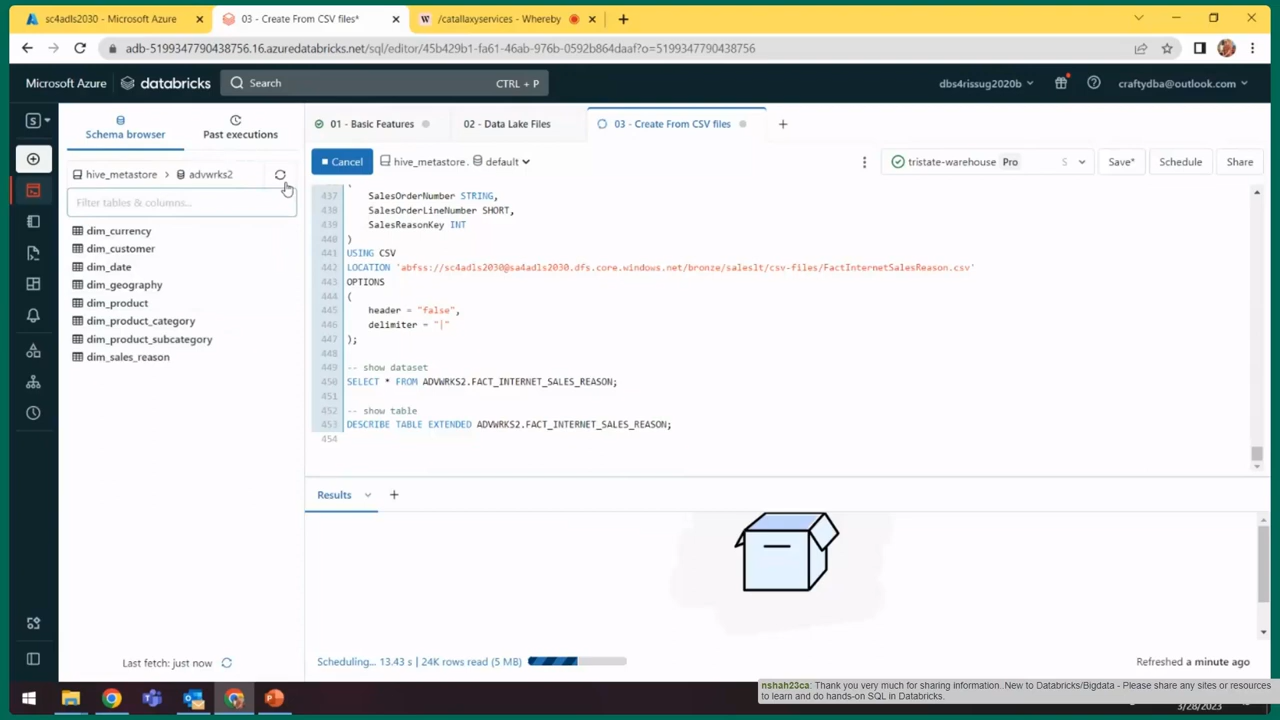 sc4adls2030 - Microsoft Azure
03 - Create From CSV files*
/catallaxyservices - Whereby
adb-5199347790438756.16.azuredatabricks.net/sql/editor/45b429b1-fa61-46ab-976b-0592b864daaf?o=5199347790438756
Microsoft Azure
databricks
Search
CTRL + P
dbs4rissug2020b
craftydba@outlook.com
S
Schema browser
Past executions
01 - Basic Features
02 - Data Lake Files
03 - Create From CSV files
hive_metastore > advwrks2
Cancel
hive_metastore. default
tristate-warehouse Pro S
Save*
Schedule
Share
Filter tables & columns...
dim_currency
dim_customer
dim_date
dim_geography
dim_product
dim_product_category
dim_product_subcategory
dim_sales_reason
(
437 SalesOrderNumber STRING,
438 SalesOrderLineNumber SHORT,
439 SalesReasonKey INT
440 )
441 USING CSV
442 LOCATION 'abfss://sc4adls2030@sa4adls2030.dfs.core.windows.net/bronze/saleslt/csv-files/FactInternetSalesReason.csv'
443 OPTIONS
444 (
445 header = "false",
446 delimiter = "|"
447 );
448
449 -- show dataset
450 SELECT * FROM ADVWRKS2.FACT_INTERNET_SALES_REASON;
451
452 -- show table
453 DESCRIBE TABLE EXTENDED ADVWRKS2.FACT_INTERNET_SALES_REASON;
454
Results
Last fetch: just now
Scheduling... 13.43 s | 24K rows read (5 MB)
Refreshed a minute ago
nshah23ca: Thank you very much for sharing information..New to Databricks/Bigdata - Please share any sites or resources
to learn and do hands-on SQL in Databricks.
3/28/2023